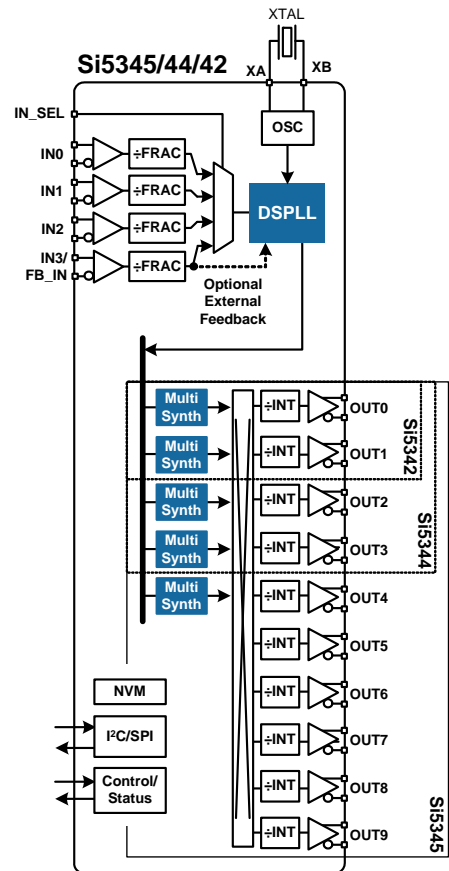 XTAL
Si5345/44/42
XA
XB
IN_SEL
OSC
IN0
÷FRAC
IN1
÷FRAC
DSPLL
IN2
÷FRAC
IN3/
FB_IN
÷FRAC
Optional
External
Feedback
Multi
Synth
÷INT
OUT0
Multi
Synth
÷INT
OUT1
Si5342
Multi
Synth
÷INT
OUT2
Multi
Synth
÷INT
OUT3
Si5344
Multi
Synth
÷INT
OUT4
÷INT
OUT5
NVM
÷INT
OUT6
I²C/SPI
÷INT
OUT7
Control/
Status
÷INT
OUT8
÷INT
OUT9
Si5345